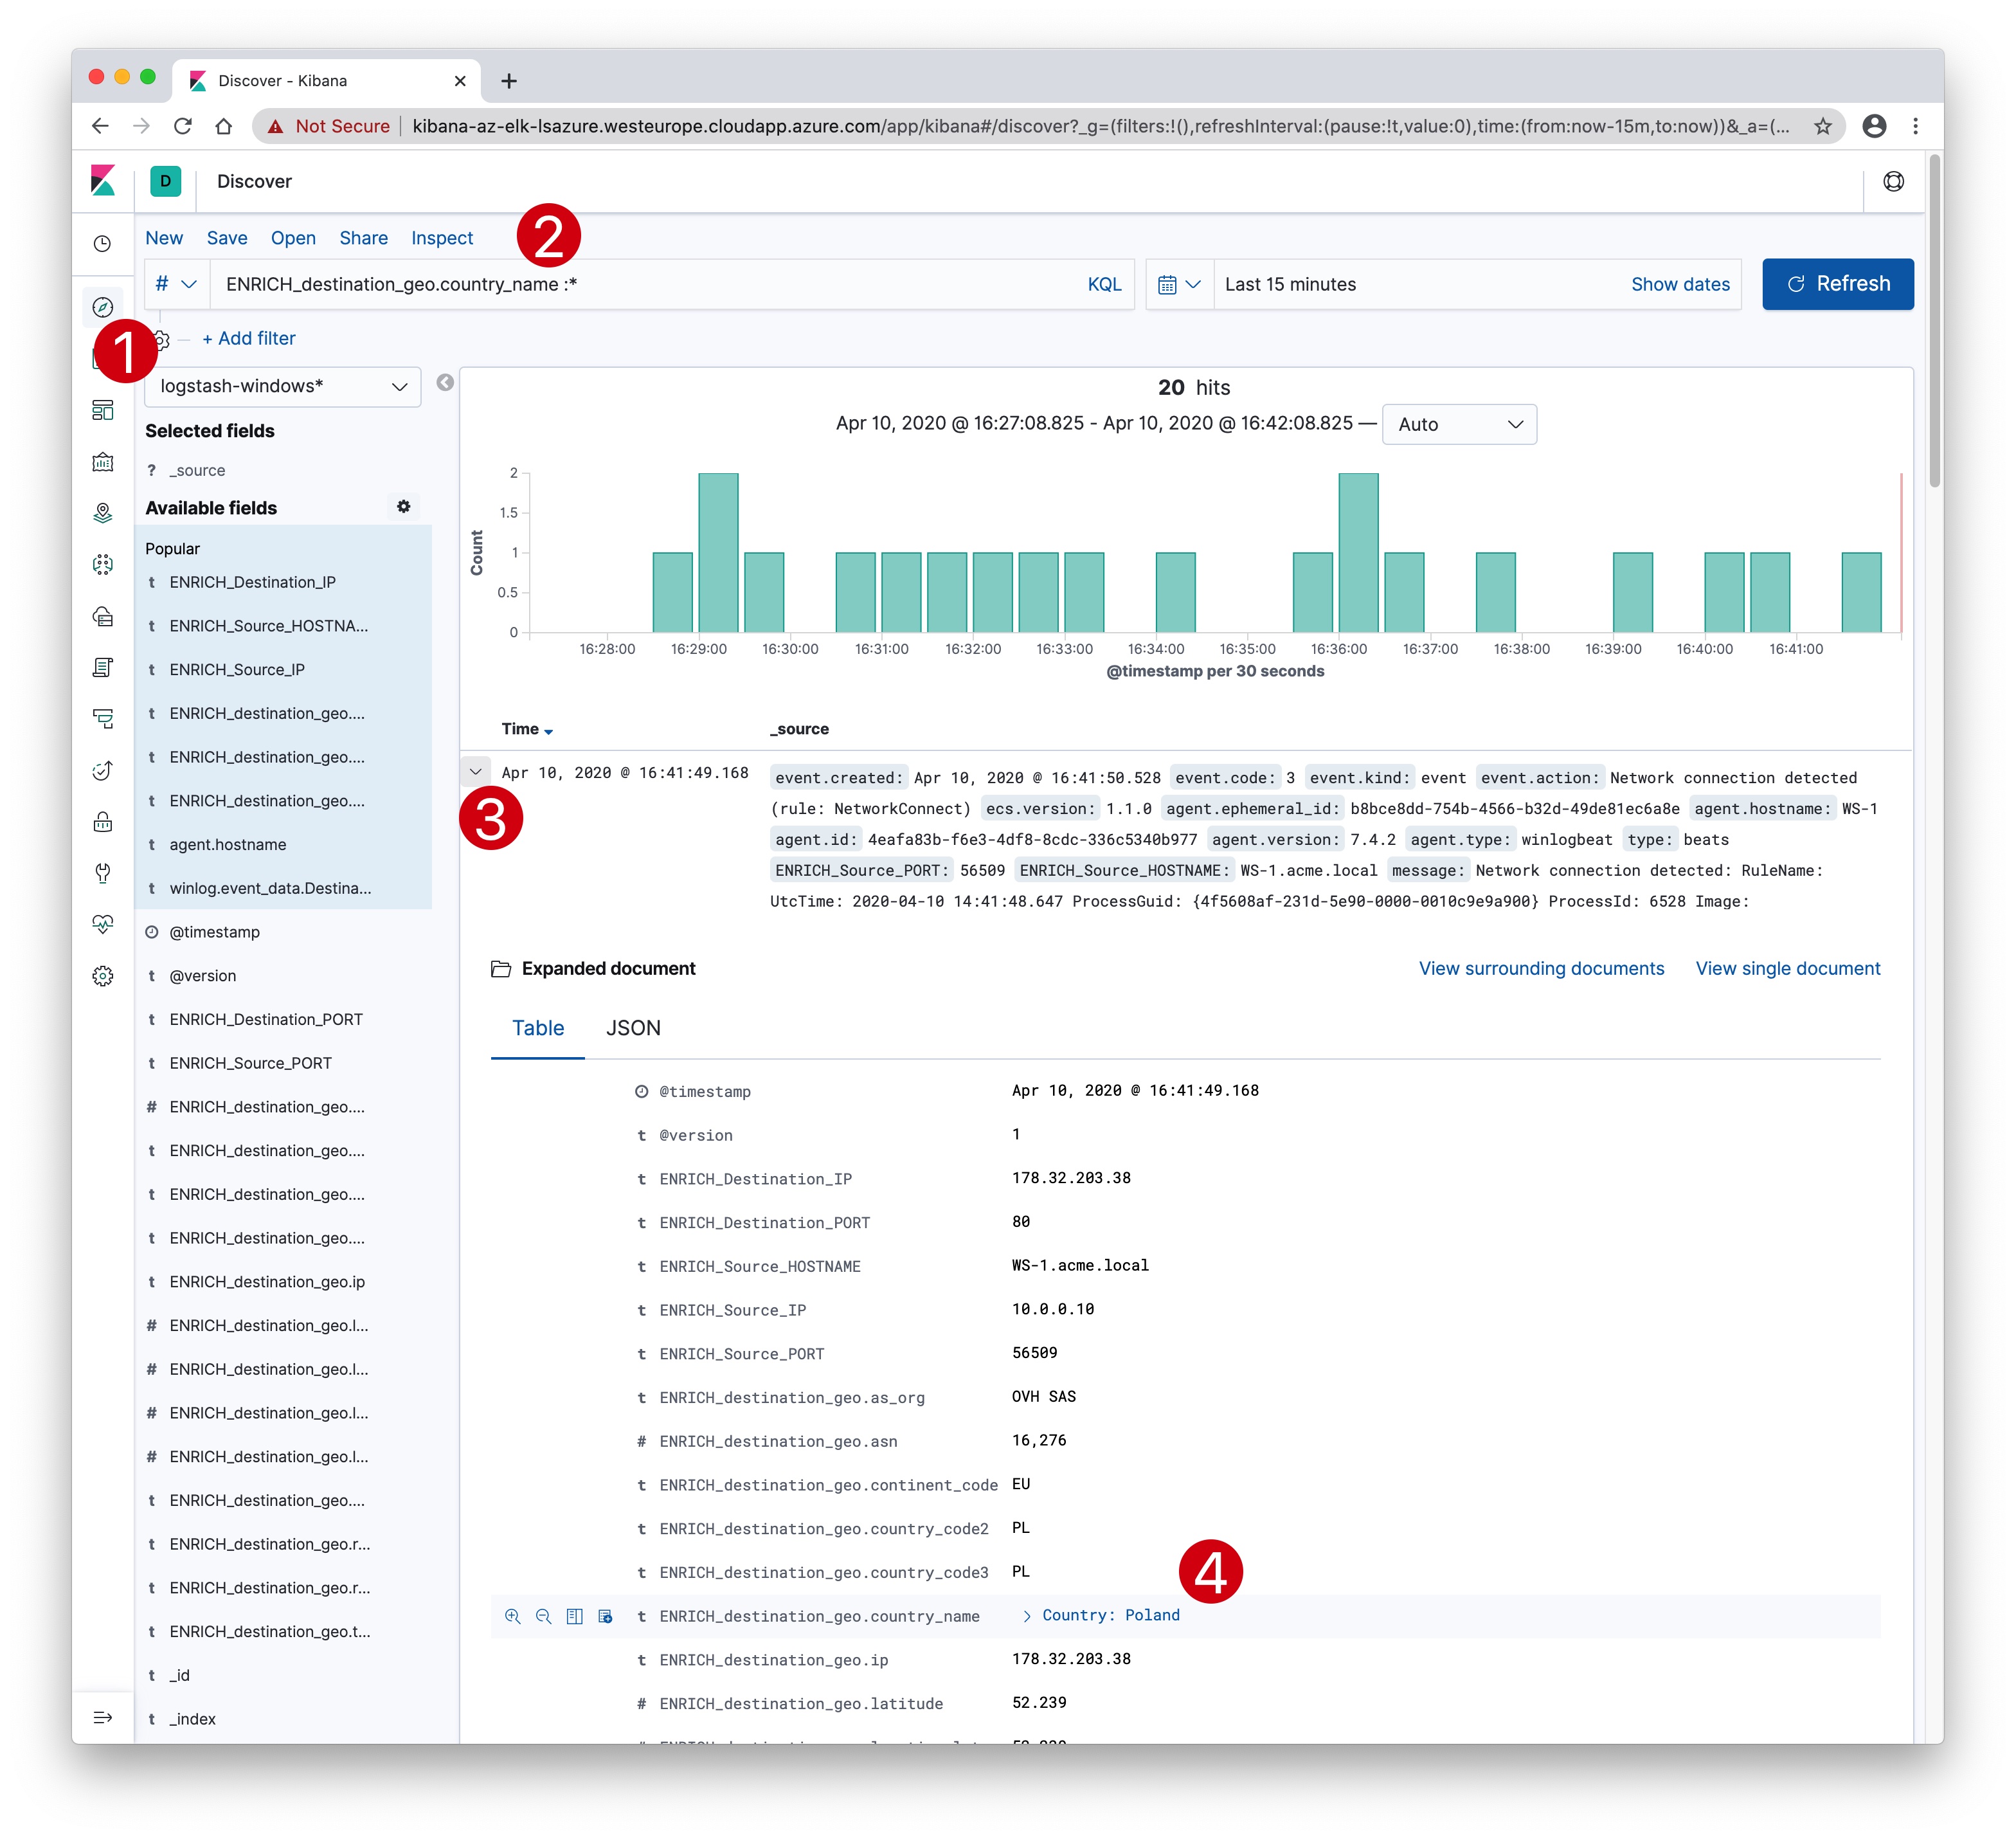 Discover - Kibana
Not Secure | kibana-az-elk-lsazure.westeurope.cloudapp.azure.com/app/kibana#/discover?_g=(filters:!(),refreshInterval:(pause:!t,value:0),time:(from:now-15m,to:now))&_a=(...
D Discover
New Save Open Share Inspect
2
# ENRICH_destination_geo.country_name :* KQL Last 15 minutes Show dates Refresh
1
+ Add filter
logstash-windows*
Selected fields
? _source
Available fields
Popular
t ENRICH_Destination_IP
t ENRICH_Source_HOSTNA...
t ENRICH_Source_IP
t ENRICH_destination_geo....
t ENRICH_destination_geo....
t ENRICH_destination_geo....
t agent.hostname
t winlog.event_data.Destina...
@timestamp
t @version
t ENRICH_Destination_PORT
t ENRICH_Source_PORT
# ENRICH_destination_geo....
t ENRICH_destination_geo....
t ENRICH_destination_geo....
t ENRICH_destination_geo....
t ENRICH_destination_geo.ip
# ENRICH_destination_geo.l...
# ENRICH_destination_geo.l...
# ENRICH_destination_geo.l...
# ENRICH_destination_geo.l...
t ENRICH_destination_geo....
t ENRICH_destination_geo.r...
t ENRICH_destination_geo.r...
t ENRICH_destination_geo.t...
t _id
t _index
20 hits
Apr 10, 2020 @ 16:27:08.825 - Apr 10, 2020 @ 16:42:08.825 — Auto
Count
2
1.5
1
0.5
0
16:28:00 16:29:00 16:30:00 16:31:00 16:32:00 16:33:00 16:34:00 16:35:00 16:36:00 16:37:00 16:38:00 16:39:00 16:40:00 16:41:00
@timestamp per 30 seconds
Time _source
Apr 10, 2020 @ 16:41:49.168
3
event.created: Apr 10, 2020 @ 16:41:50.528 event.code: 3 event.kind: event event.action: Network connection detected
(rule: NetworkConnect) ecs.version: 1.1.0 agent.ephemeral_id: b8bce8dd-754b-4566-b32d-49de81ec6a8e agent.hostname: WS-1
agent.id: 4eafa83b-f6e3-4df8-8cdc-336c5340b977 agent.version: 7.4.2 agent.type: winlogbeat type: beats
ENRICH_Source_PORT: 56509 ENRICH_Source_HOSTNAME: WS-1.acme.local message: Network connection detected: RuleName:
UtcTime: 2020-04-10 14:41:48.647 ProcessGuid: {4f5608af-231d-5e90-0000-0010c9e9a900} ProcessId: 6528 Image:
Expanded document View surrounding documents View single document
Table JSON
@timestamp Apr 10, 2020 @ 16:41:49.168
t @version 1
t ENRICH_Destination_IP 178.32.203.38
t ENRICH_Destination_PORT 80
t ENRICH_Source_HOSTNAME WS-1.acme.local
t ENRICH_Source_IP 10.0.0.10
t ENRICH_Source_PORT 56509
t ENRICH_destination_geo.as_org OVH SAS
# ENRICH_destination_geo.asn 16,276
t ENRICH_destination_geo.continent_code EU
t ENRICH_destination_geo.country_code2 PL
t ENRICH_destination_geo.country_code3 PL
4
t ENRICH_destination_geo.country_name > Country: Poland
t ENRICH_destination_geo.ip 178.32.203.38
# ENRICH_destination_geo.latitude 52.239